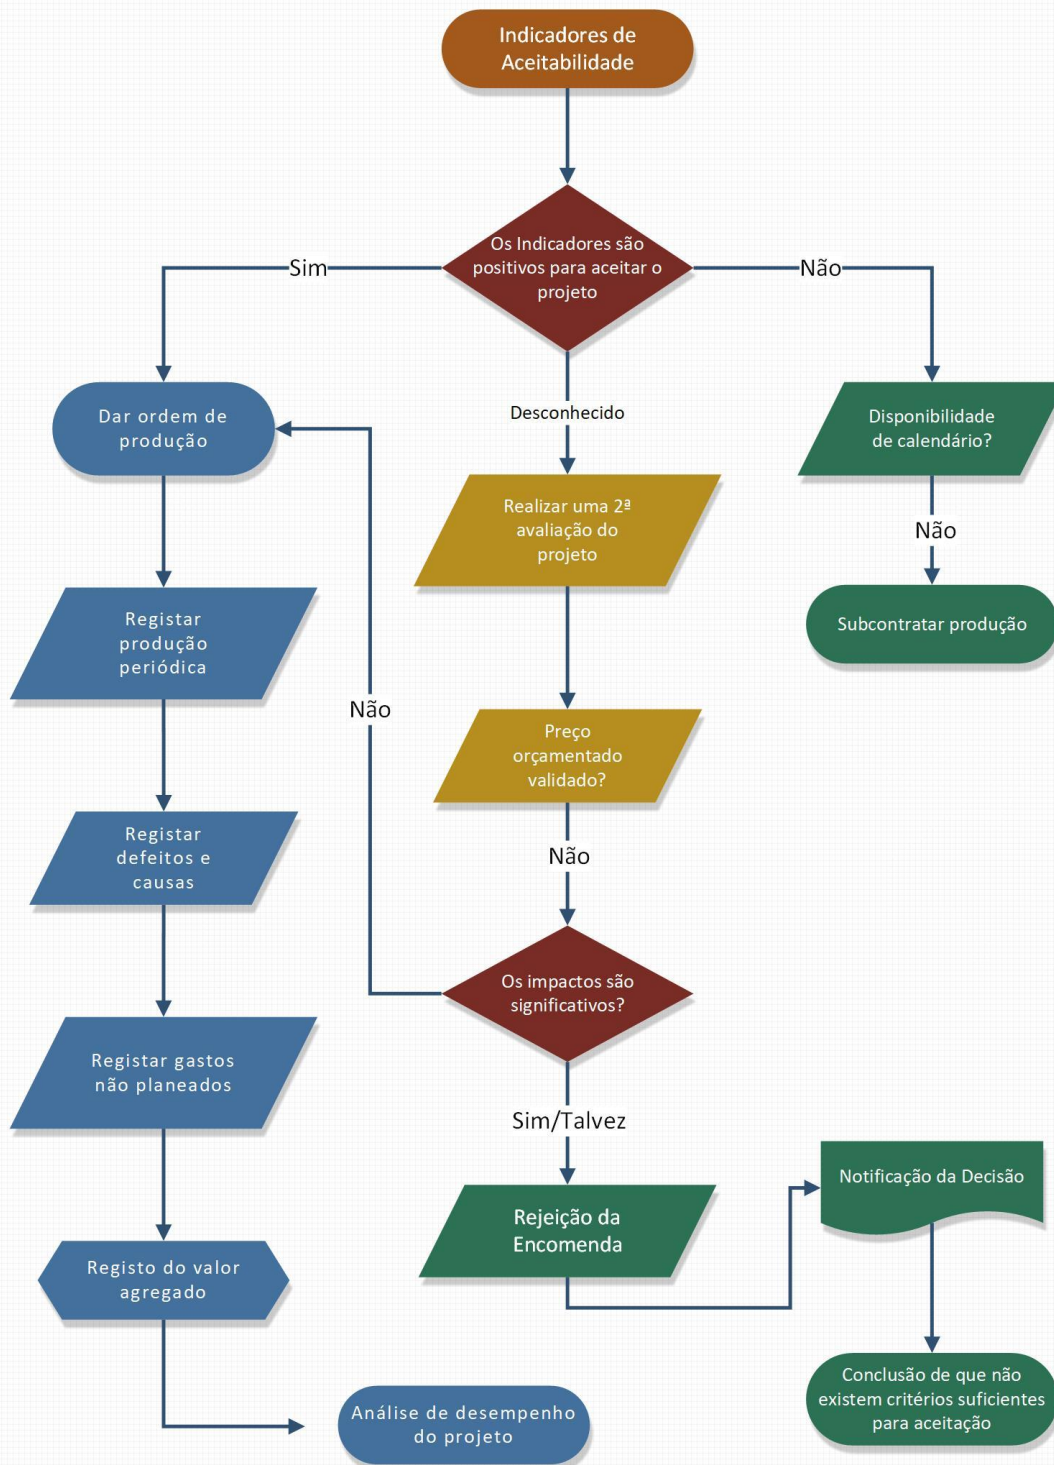 Indicadores de
Aceitabilidade
Os Indicadores são
positivos para aceitar o
projeto
Sim
Não
Desconhecido
Dar ordem de
produção
Disponibilidade
de calendário?
Realizar uma 2ª
avaliação do
projeto
Não
Registar
produção
periódica
Subcontratar produção
Não
Preço
orçamentado
validado?
Registar
defeitos e
causas
Não
Os impactos são
significativos?
Registar gastos
não planeados
Sim/Talvez
Notificação da Decisão
Rejeição da
Encomenda
Registo do valor
agregado
Conclusão de que não
existem critérios suficientes
para aceitação
Análise de desempenho
do projeto